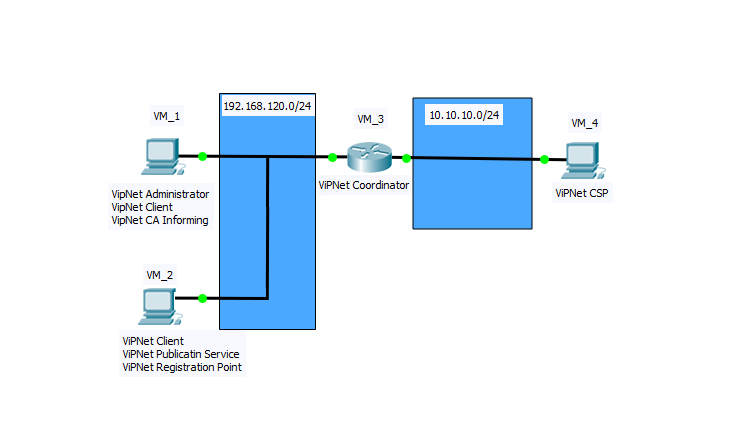 192.168.120.0/24
10.10.10.0/24
VM_1
VM_3
VM_4
VipNet Administrator
VipNet Client
VipNet CA Informing
ViPNet Coordinator
ViPNet CSP
VM_2
ViPNet Client
ViPNet Publicatin Service
ViPNet Registration Point